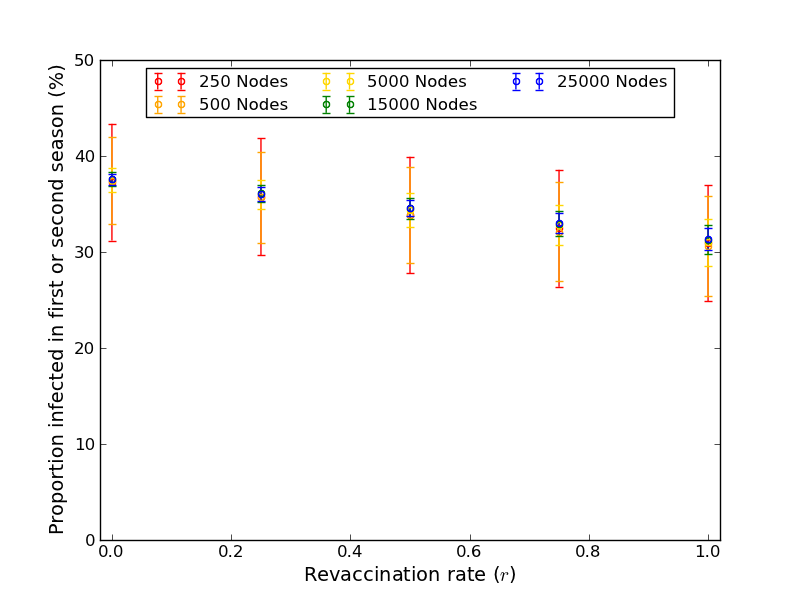 50
250 Nodes 5000 Nodes 25000 Nodes
500 Nodes 15000 Nodes
40
30
20
10
0
0.0 0.2 0.4 0.6 0.8 1.0
Revaccination rate (r)
Proportion infected in first or second season (%)